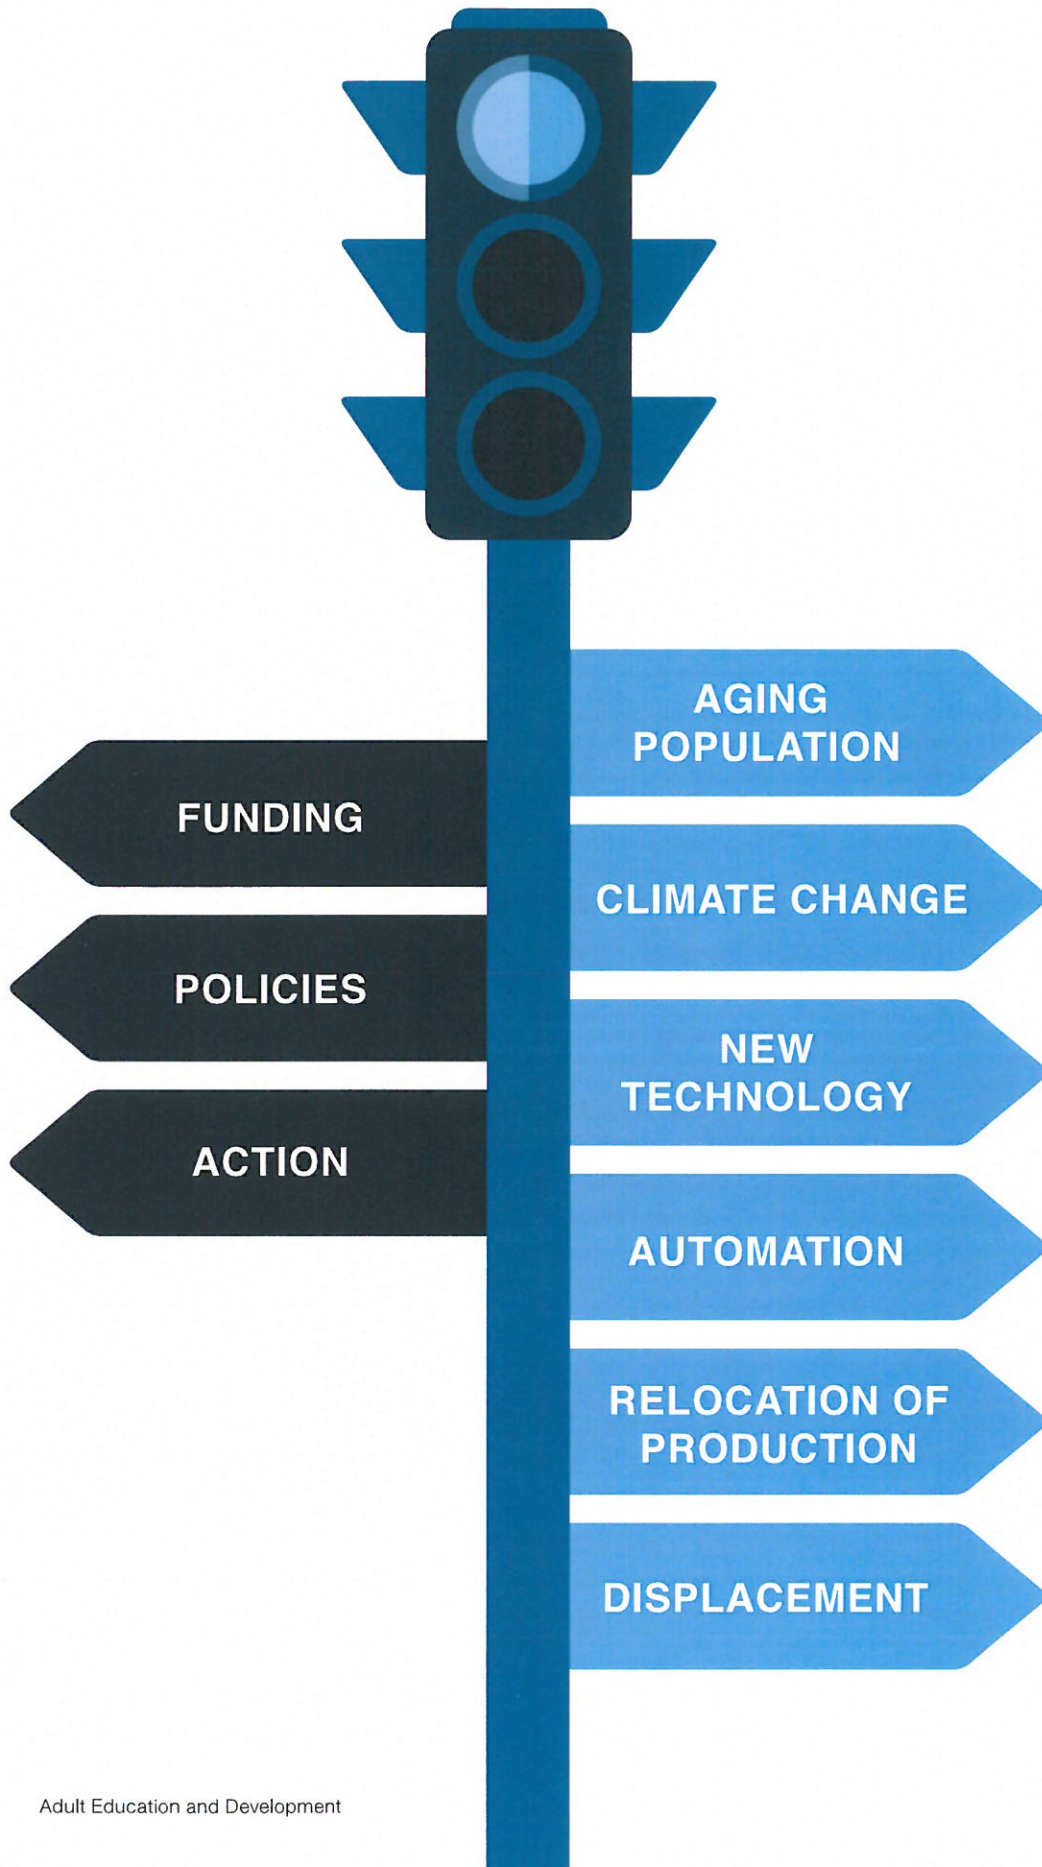 AGING
POPULATION
FUNDING
CLIMATE CHANGE
POLICIES
NEW
TECHNOLOGY
ACTION
AUTOMATION
RELOCATION OF
PRODUCTION
DISPLACEMENT
Adult Education and Development